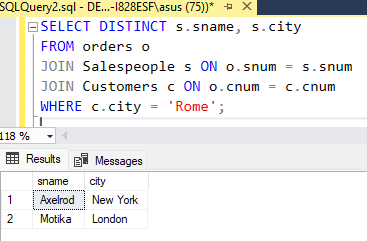 SQLQuery2.sql - DE...-I828ESF\asus (75))*
SELECT DISTINCT s.sname, s.city
FROM orders o
JOIN Salespeople s ON o.snum = s.snum
JOIN Customers c ON o.cnum = c.cnum
WHERE c.city = 'Rome';
118 %
Results Messages
sname city
1 Axelrod New York
2 Motika London